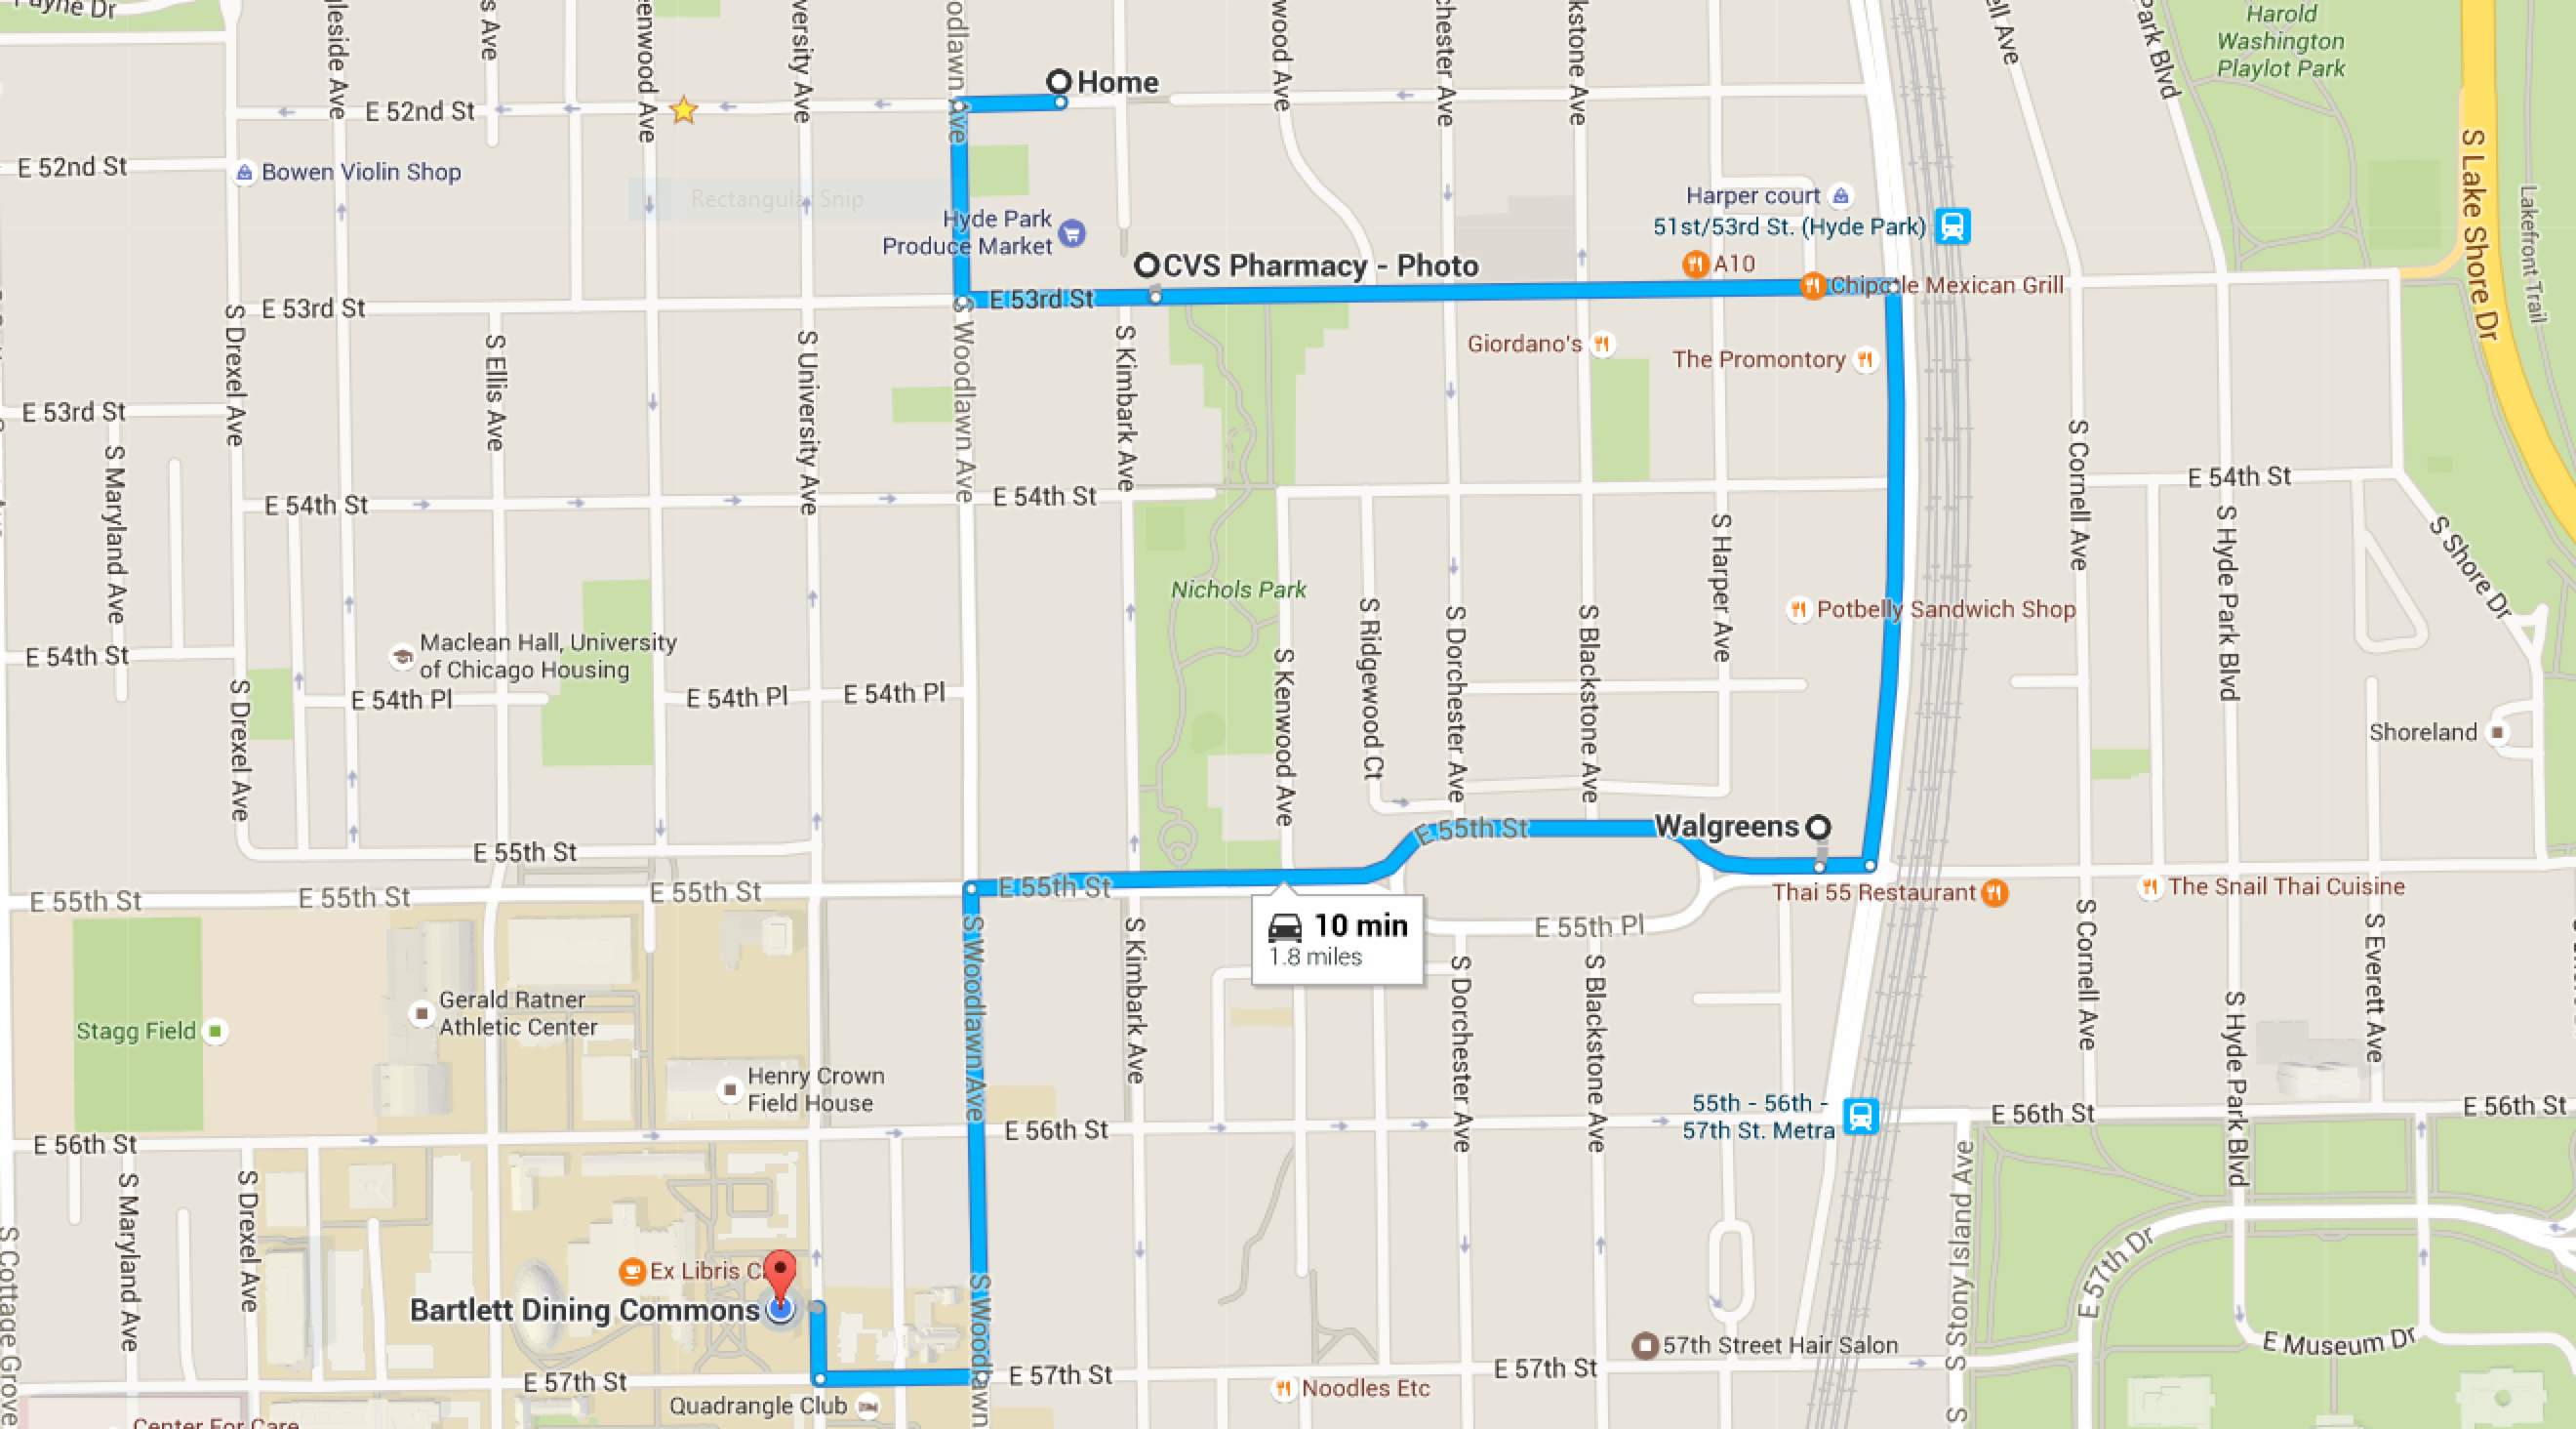 Payne Dr
leside Ave
s Ave
eenwood Ave
versity Ave
odlawn Ave
wood Ave
chester Ave
kstone Ave
ell Ave
Park Blvd
Harold
Washington
Playlot Park
Home
E 52nd St
E 52nd St
Bowen Violin Shop
Rectangular Snip
Hyde Park
Produce Market
Harper court
51st/53rd St. (Hyde Park)
S Lake Shore Dr
Lakefront Trail
CVS Pharmacy - Photo
A10
Chipotle Mexican Grill
E 53rd St
E 53rd St
Giordano's
The Promontory
S Drexel Ave
S Ellis Ave
S University Ave
S Woodlawn Ave
S Kimbark Ave
E 53rd St
S Maryland Ave
E 54th St
E 54th St
E 54th St
S Cornell Ave
S Hyde Park Blvd
S Shore Dr
S Harper Ave
Nichols Park
S Ridgewood Ct
S Dorchester Ave
S Blackstone Ave
Potbelly Sandwich Shop
E 54th St
Maclean Hall, University
of Chicago Housing
S Kenwood Ave
E 54th Pl
E 54th Pl
E 54th Pl
S Drexel Ave
Shoreland
E 55th St
Walgreens
E 55th St
E 55th St
E 55th St
E 55th St
E 55th St
Thai 55 Restaurant
The Snail Thai Cuisine
10 min
1.8 miles
E 55th Pl
S Woodlawn Ave
S Kimbark Ave
S Dorchester Ave
S Blackstone Ave
S Cornell Ave
S Hyde Park Blvd
S Everett Ave
Stagg Field
Gerald Ratner
Athletic Center
Henry Crown
Field House
55th - 56th -
57th St. Metra
E 56th St
E 56th St
E 56th St
E 56th St
S Cottage Grove
S Maryland Ave
S Drexel Ave
S Stony Island Ave
E 57th Dr
Ex Libris C
Bartlett Dining Commons
S Woodlawn
E Museum Dr
57th Street Hair Salon
E 57th St
E 57th St
E 57th St
Quadrangle Club
Noodles Etc
S
Center For Care